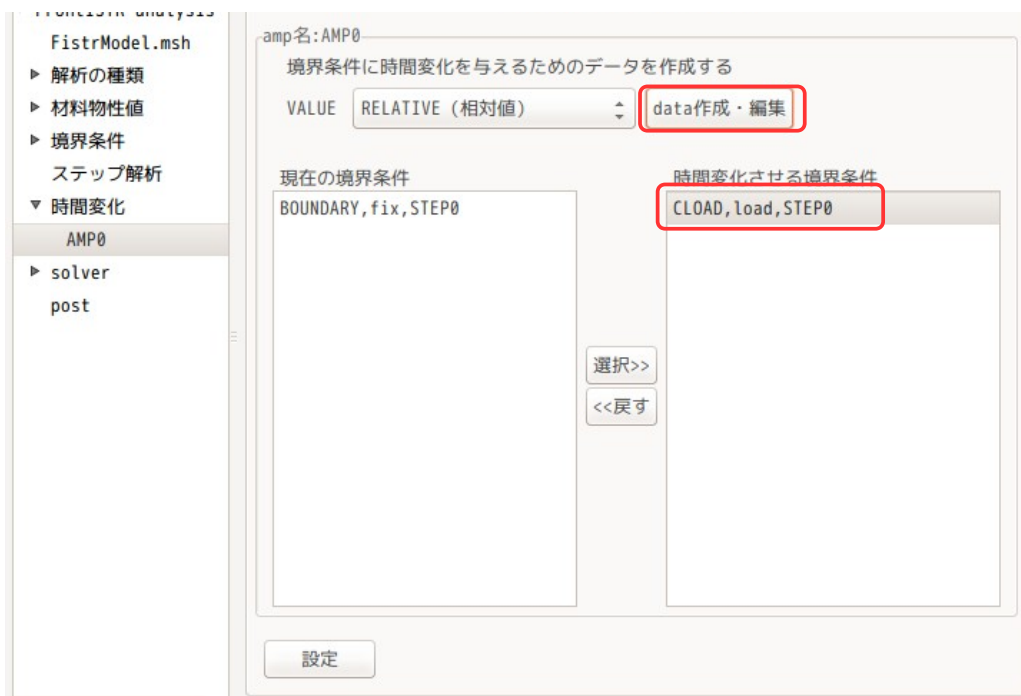 FistrModel.msh
解析の種類
材料物性値
境界条件
ステップ解析
時間変化
AMP0
solver
post
amp名:AMP0
境界条件に時間変化を与えるためのデータを作成する
VALUE RELATIVE (相対値) data作成・編集
現在の境界条件
BOUNDARY,fix,STEP0
時間変化させる境界条件
CLOAD,load,STEP0
選択>>
<<戻す
設定